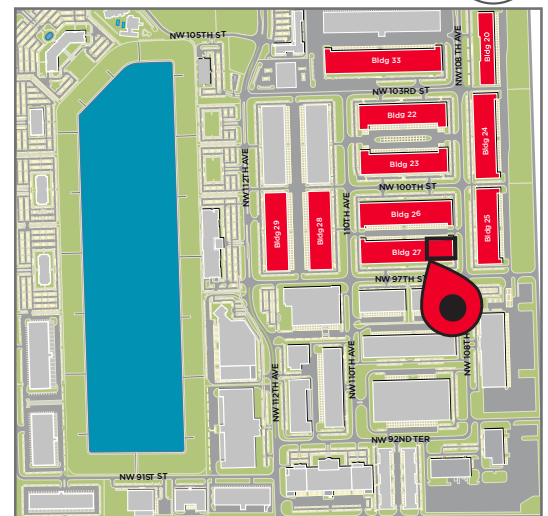 NW 105TH ST
NW 108TH AVE
Bldg 20
Bldg 33
NW 103RD ST
Bldg 22
Bldg 24
Bldg 23
NW 112TH AVE
NW 100TH ST
110TH AVE
Bldg 29
Bldg 28
Bldg 26
Bldg 25
Bldg 27
NW 97TH ST
NW 108TH
NW 110TH AVE
NW 112TH AVE
NW 92ND TER
NW 91ST ST